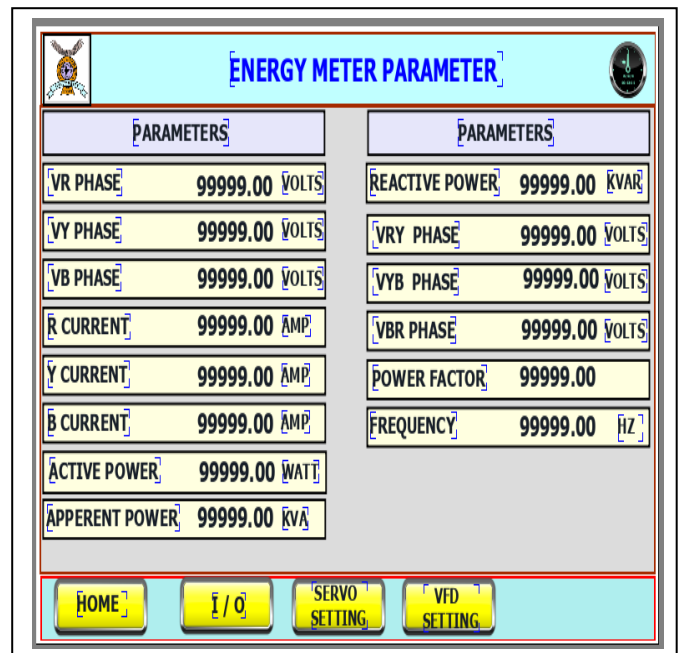 ENERGY METER PARAMETER
PARAMETERS
VR PHASE 99999.00 VOLTS
VY PHASE 99999.00 VOLTS
VB PHASE 99999.00 VOLTS
R CURRENT 99999.00 AMP
Y CURRENT 99999.00 AMP
B CURRENT 99999.00 AMP
ACTIVE POWER 99999.00 WATT
APPERENT POWER 99999.00 KVA
PARAMETERS
REACTIVE POWER 99999.00 KVAR
VRY PHASE 99999.00 VOLTS
VYB PHASE 99999.00 VOLTS
VBR PHASE 99999.00 VOLTS
POWER FACTOR 99999.00
FREQUENCY 99999.00 HZ
HOME
I / O
SERVO
SETTING
VFD
SETTING